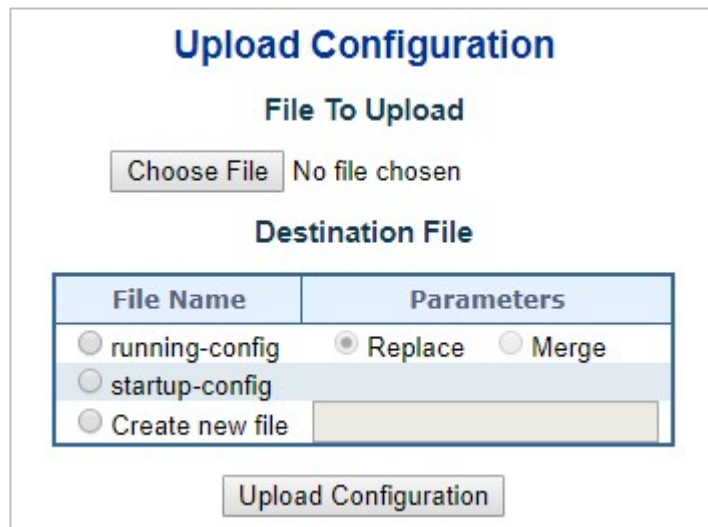 Upload Configuration
File To Upload
Choose File No file chosen
Destination File
File Name Parameters
running-config Replace Merge
startup-config
Create new file
Upload Configuration